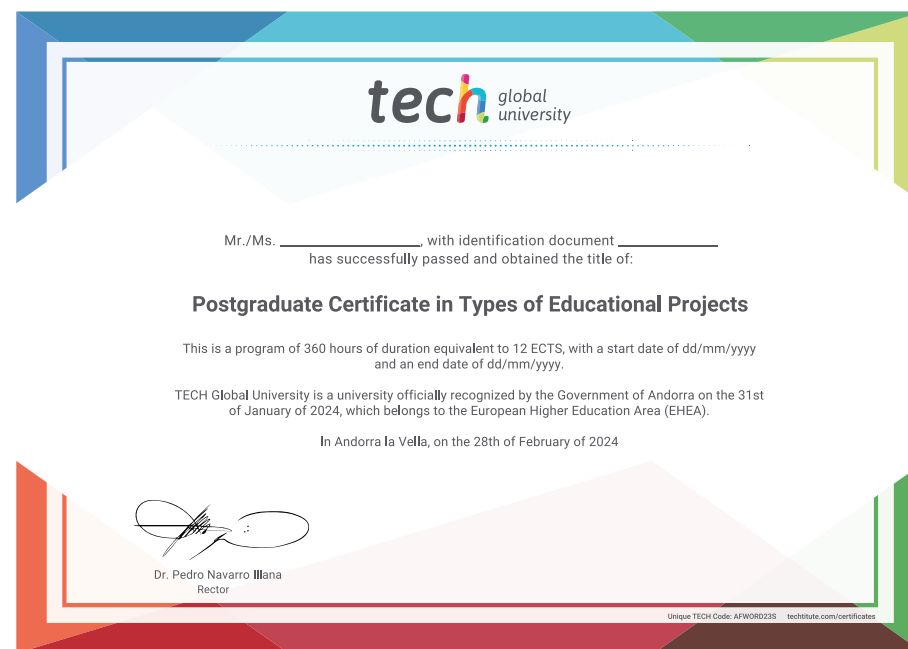 tech global university
Mr./Ms. ____________________, with identification document ______________
has successfully passed and obtained the title of:
Postgraduate Certificate in Types of Educational Projects
This is a program of 360 hours of duration equivalent to 12 ECTS, with a start date of dd/mm/yyyy
and an end date of dd/mm/yyyy.
TECH Global University is a university officially recognized by the Government of Andorra on the 31st
of January of 2024, which belongs to the European Higher Education Area (EHEA).
In Andorra la Vella, on the 28th of February of 2024
Dr. Pedro Navarro Illana
Rector
Unique TECH Code: AFWORD23S techtitute.com/certificates